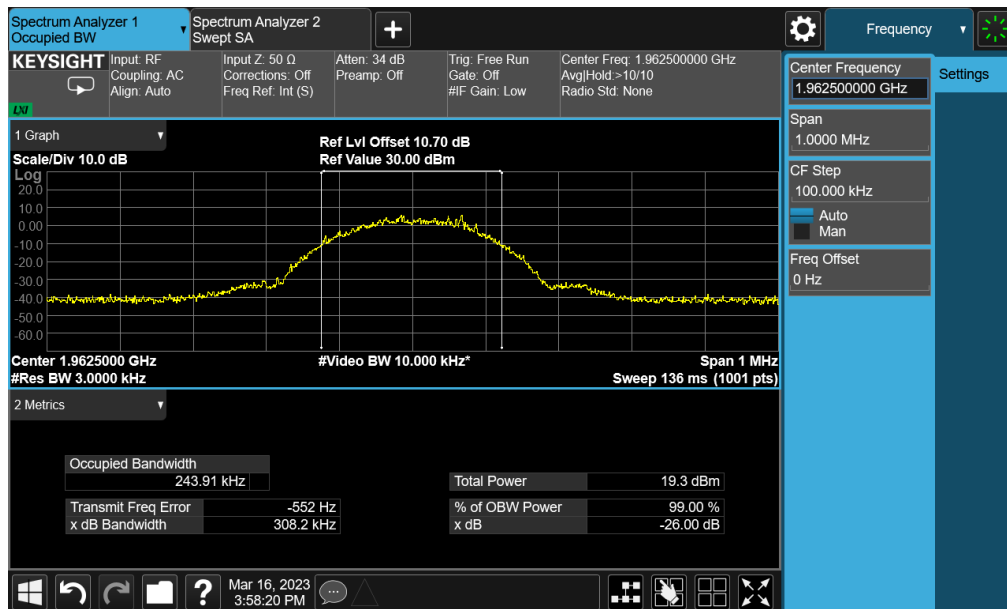 Spectrum Analyzer 1
Occupied BW
Spectrum Analyzer 2
Swept SA
+
Frequency
KEYSIGHT
LXI
Input: RF
Coupling: AC
Align: Auto
Input Z: 50 Ω
Corrections: Off
Freq Ref: Int (S)
Atten: 34 dB
Preamp: Off
Trig: Free Run
Gate: Off
#IF Gain: Low
Center Freq: 1.962500000 GHz
Avg|Hold:>10/10
Radio Std: None
Center Frequency
1.962500000 GHz
Settings
Span
1.0000 MHz
CF Step
100.000 kHz
Auto
Man
Freq Offset
0 Hz
1 Graph
Scale/Div 10.0 dB
Ref Lvl Offset 10.70 dB
Ref Value 30.00 dBm
Log
20.0
10.0
0.00
-10.0
-20.0
-30.0
-40.0
-50.0
-60.0
Center 1.9625000 GHz
#Video BW 10.000 kHz*
Span 1 MHz
#Res BW 3.0000 kHz
Sweep 136 ms (1001 pts)
2 Metrics
Occupied Bandwidth
243.91 kHz
Total Power 19.3 dBm
Transmit Freq Error -552 Hz
% of OBW Power 99.00 %
x dB Bandwidth 308.2 kHz
x dB -26.00 dB
?
Mar 16, 2023
3:58:20 PM